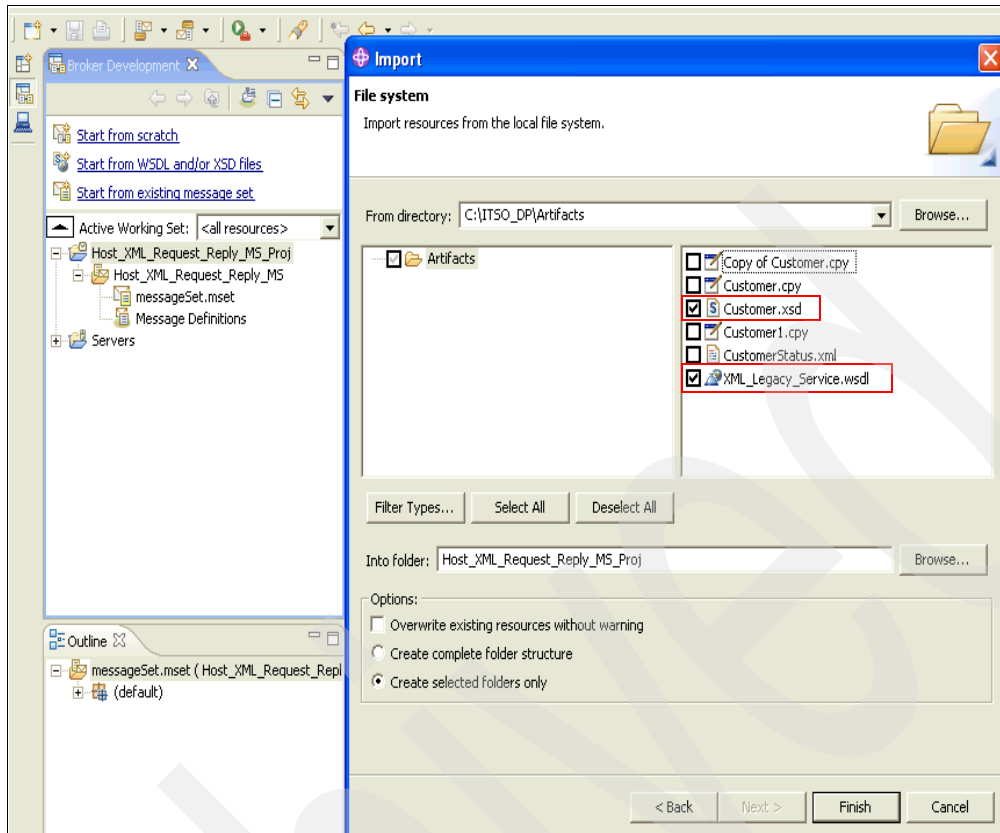 Broker Development
Start from scratch
Start from WSDL and/or XSD files
Start from existing message set
Active Working Set: <all resources>
Host_XML_Request_Reply_MS_Proj
Host_XML_Request_Reply_MS
messageSet.mset
Message Definitions
Servers
Outline
messageSet.mset ( Host_XML_Request_Repl
(default)
Import
File system
Import resources from the local file system.
From directory: C:\ITSO_DP\Artifacts
Browse...
Artifacts
Copy of Customer.cpy
Customer.cpy
Customer.xsd
Customer1.cpy
CustomerStatus.xml
XML_Legacy_Service.wsdl
Filter Types...
Select All
Deselect All
Into folder: Host_XML_Request_Reply_MS_Proj
Browse...
Options:
Overwrite existing resources without warning
Create complete folder structure
Create selected folders only
< Back
Next >
Finish
Cancel